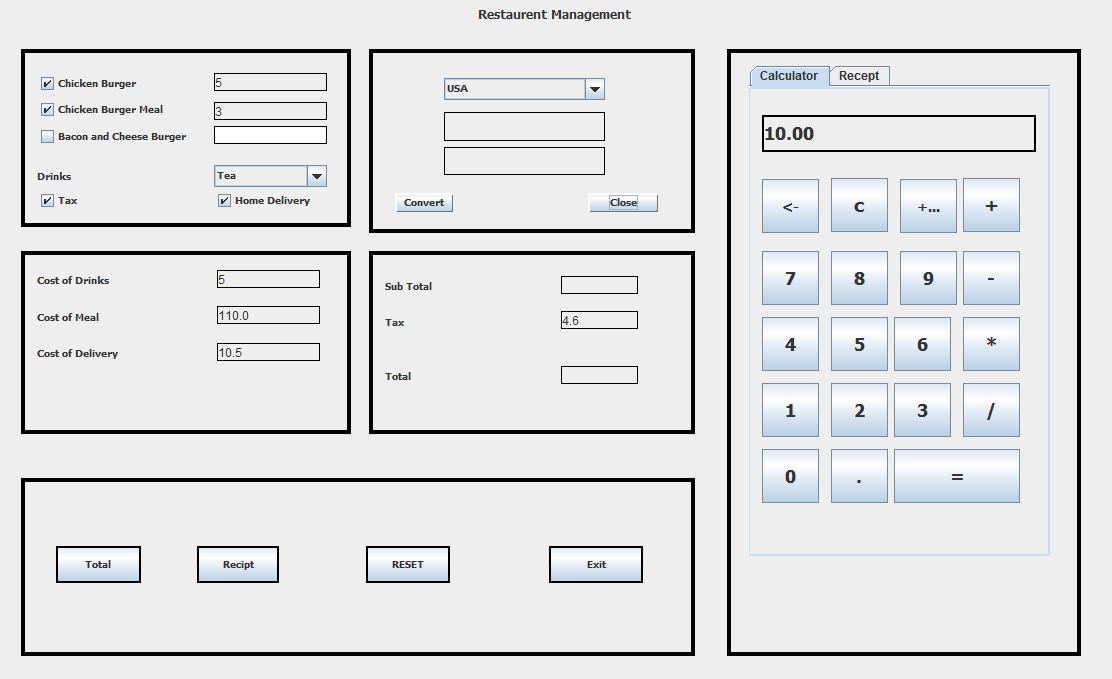 Restaurent Management
Chicken Burger 5
Chicken Burger Meal 3
Bacon and Cheese Burger
Drinks Tea
Tax Home Delivery
USA
Convert Close
Calculator Recept
10.00
<- C +... +
7 8 9 -
4 5 6 *
1 2 3 /
0 . =
Cost of Drinks 5
Cost of Meal 110.0
Cost of Delivery 10.5
Sub Total
Tax 4.6
Total
Total Recipt RESET Exit